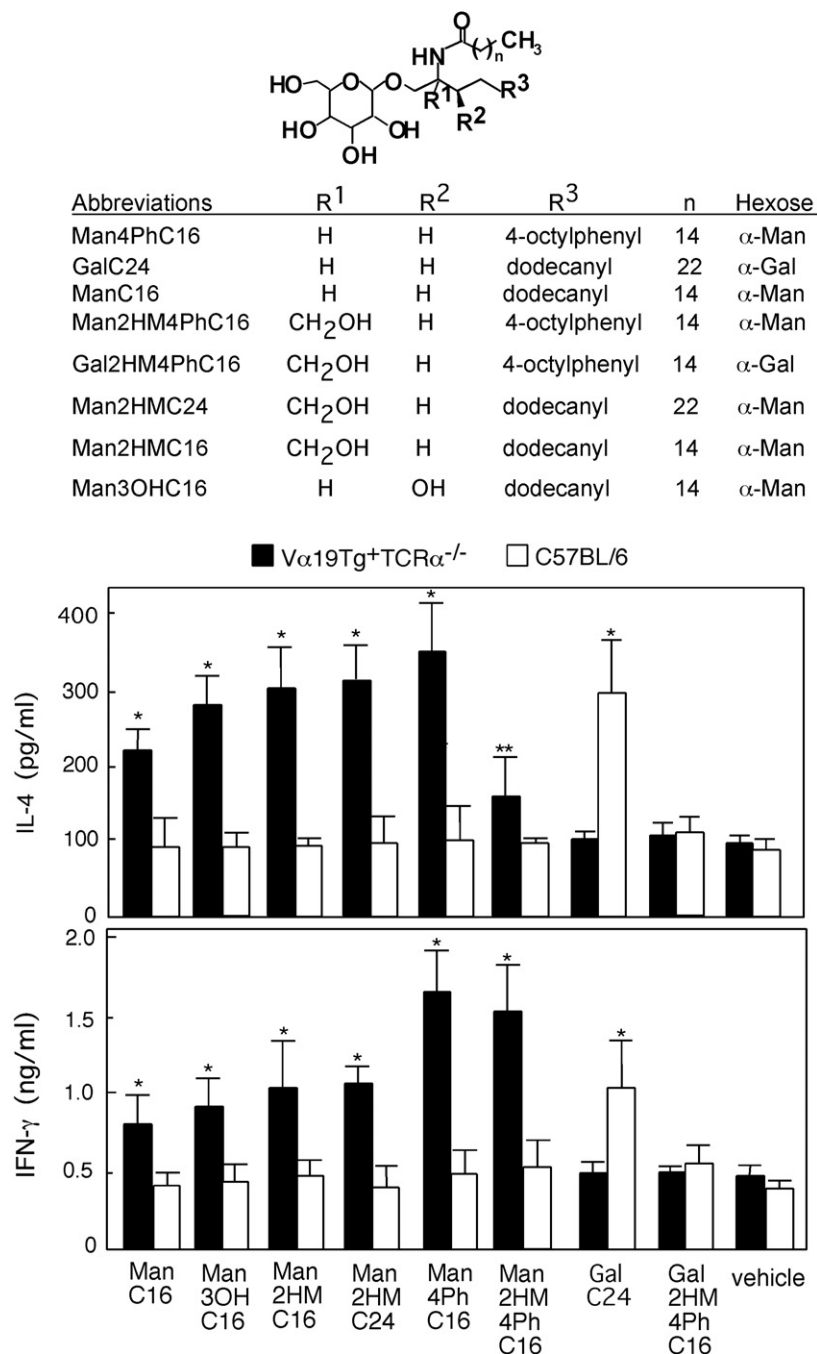 HN O CH3 n
HO O O R1 R3
R2
HO HO OH
OH
Abbreviations R1 R2 R3 n Hexose
Man4PhC16 H H 4-octylphenyl 14 α-Man
GalC24 H H dodecanyl 22 α-Gal
ManC16 H H dodecanyl 14 α-Man
Man2HM4PhC16 CH2OH H 4-octylphenyl 14 α-Man
Gal2HM4PhC16 CH2OH H 4-octylphenyl 14 α-Gal
Man2HMC24 CH2OH H dodecanyl 22 α-Man
Man2HMC16 CH2OH H dodecanyl 14 α-Man
Man3OHC16 H OH dodecanyl 14 α-Man
Vα19Tg+TCRα-/- C57BL/6
IL-4 (pg/ml)
400
300
200
100
0
* * * * * ** *
IFN-γ (ng/ml)
2.0
1.5
1.0
0.5
0
* * * * * * *
Man C16
Man 3OH C16
Man 2HM C16
Man 2HM C24
Man 4Ph C16
Man 2HM 4Ph C16
Gal C24
Gal 2HM 4Ph C16
vehicle